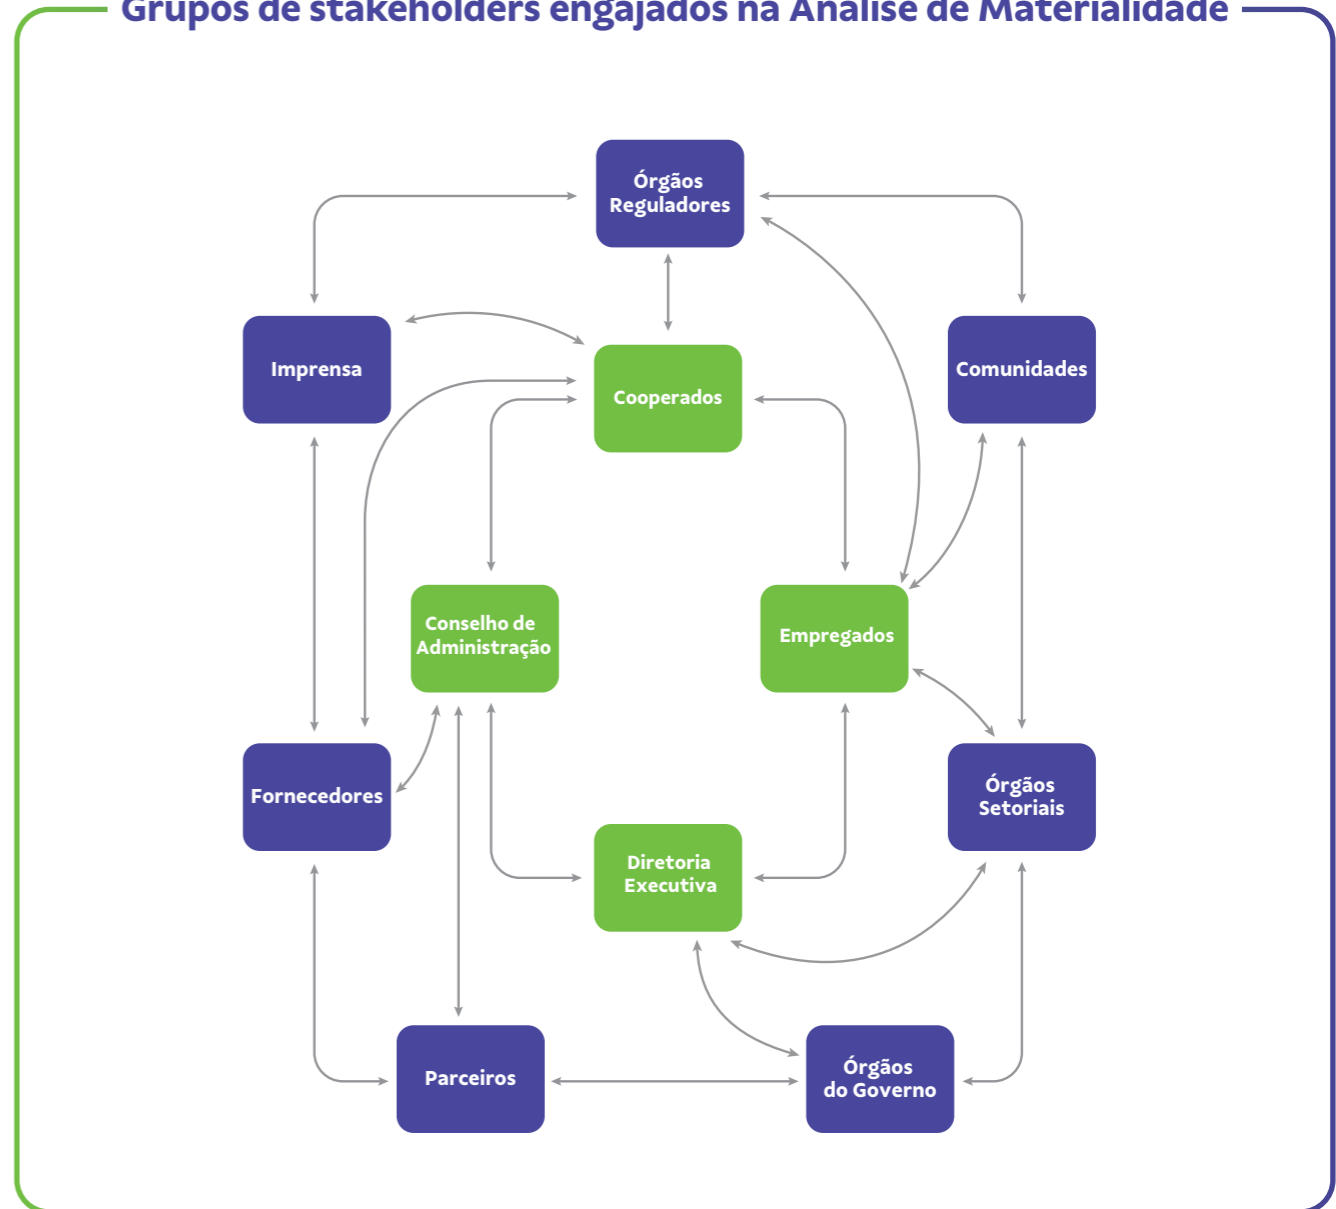 Grupos de stakeholders engajados na Análise de Materialidade
Órgãos
Reguladores
Imprensa
Comunidades
Cooperados
Conselho de
Administração
Empregados
Fornecedores
Órgãos
Setoriais
Diretoria
Executiva
Parceiros
Órgãos
do Governo